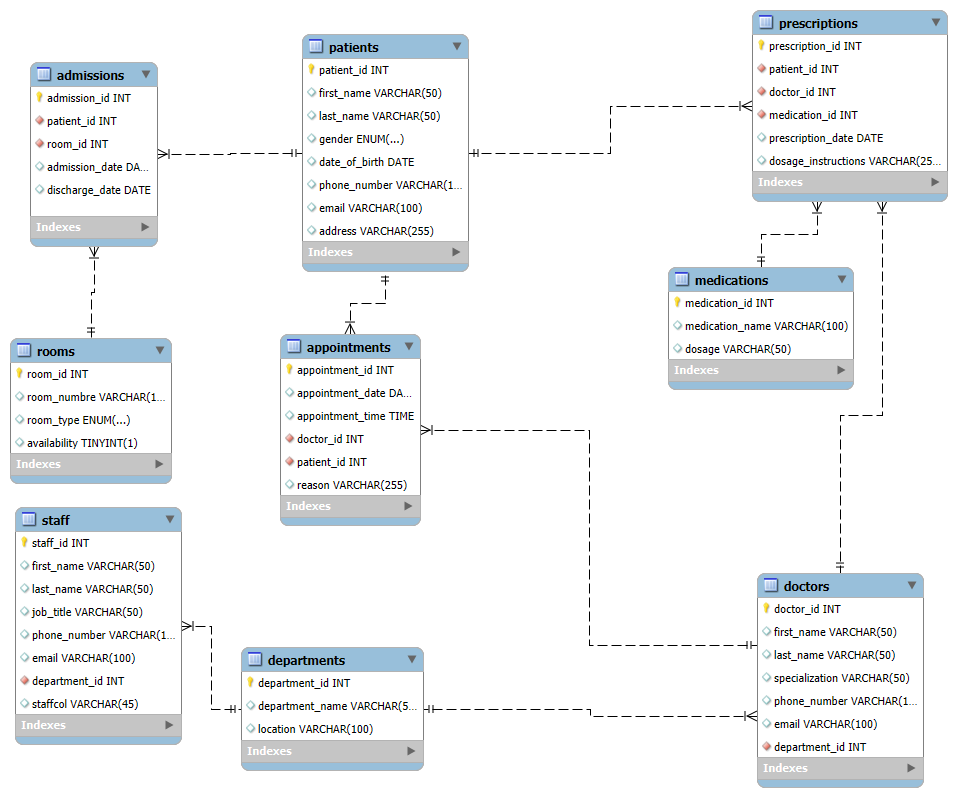 admissions
admission_id INT
patient_id INT
room_id INT
admission_date DA...
discharge_date DATE
Indexes
patients
patient_id INT
first_name VARCHAR(50)
last_name VARCHAR(50)
gender ENUM(...)
date_of_birth DATE
phone_number VARCHAR(1...
email VARCHAR(100)
address VARCHAR(255)
Indexes
prescriptions
prescription_id INT
patient_id INT
doctor_id INT
medication_id INT
prescription_date DATE
dosage_instructions VARCHAR(25...
Indexes
medications
medication_id INT
medication_name VARCHAR(100)
dosage VARCHAR(50)
Indexes
rooms
room_id INT
room_numbre VARCHAR(1...
room_type ENUM(...)
availability TINYINT(1)
Indexes
appointments
appointment_id INT
appointment_date DA...
appointment_time TIME
doctor_id INT
patient_id INT
reason VARCHAR(255)
Indexes
staff
staff_id INT
first_name VARCHAR(50)
last_name VARCHAR(50)
job_title VARCHAR(50)
phone_number VARCHAR(1...
email VARCHAR(100)
department_id INT
staffcol VARCHAR(45)
Indexes
departments
department_id INT
department_name VARCHAR(5...
location VARCHAR(100)
Indexes
doctors
doctor_id INT
first_name VARCHAR(50)
last_name VARCHAR(50)
specialization VARCHAR(50)
phone_number VARCHAR(1...
email VARCHAR(100)
department_id INT
Indexes